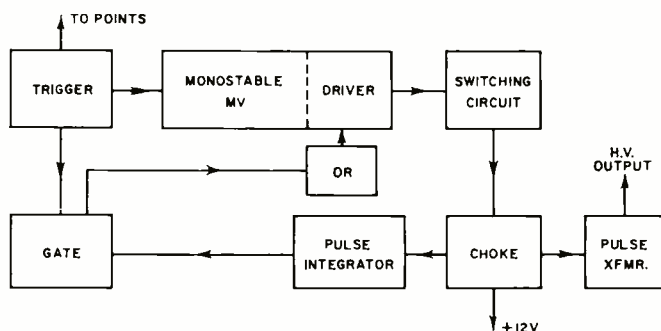 TO POINTS
TRIGGER
MONOSTABLE
MV
DRIVER
SWITCHING
CIRCUIT
OR
H.V.
OUTPUT
GATE
PULSE
INTEGRATOR
CHOKE
PULSE
XFMR.
+12V